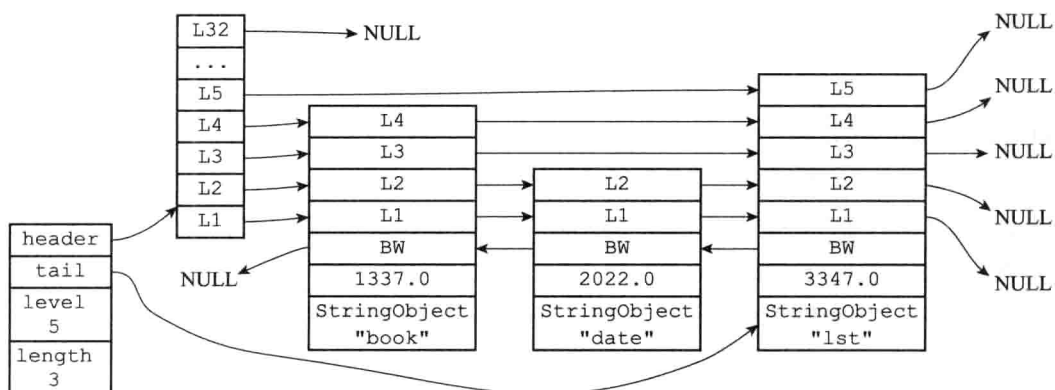 L32
NULL
...
L5
L4
L3
L2
L1
header
tail
level
5
length
3
NULL
L4
L3
L2
L1
BW
1337.0
StringObject
"book"
L2
L1
BW
2022.0
StringObject
"date"
L5
L4
L3
L2
L1
BW
3347.0
StringObject
"lst"
NULL
NULL
NULL
NULL
NULL